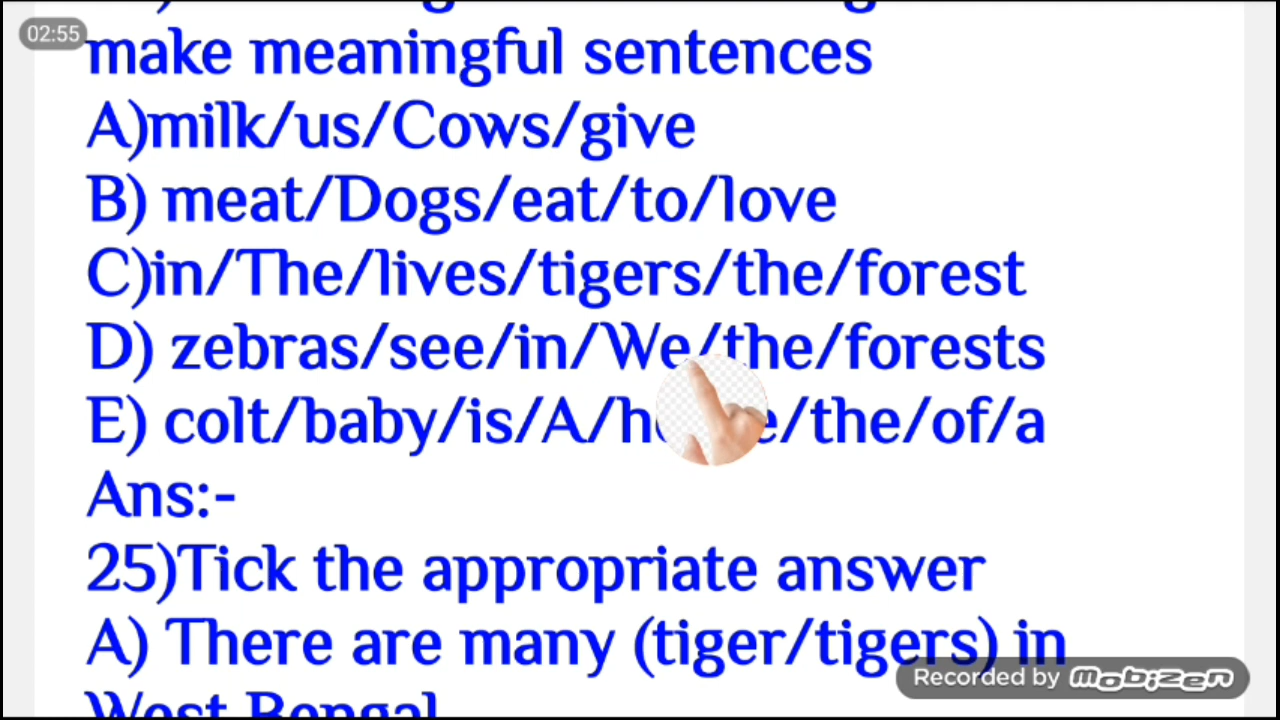 02:55
make meaningful sentences
A)milk/us/Cows/give
B) meat/Dogs/eat/to/love
C)in/The/lives/tigers/the/forest
D) zebras/see/in/We/the/forests
E) colt/baby/is/A/ /the/of/a
Ans:-
25)Tick the appropriate answer
A) There are many (tiger/tigers) in
West Bengal
Recorded by Mobizen